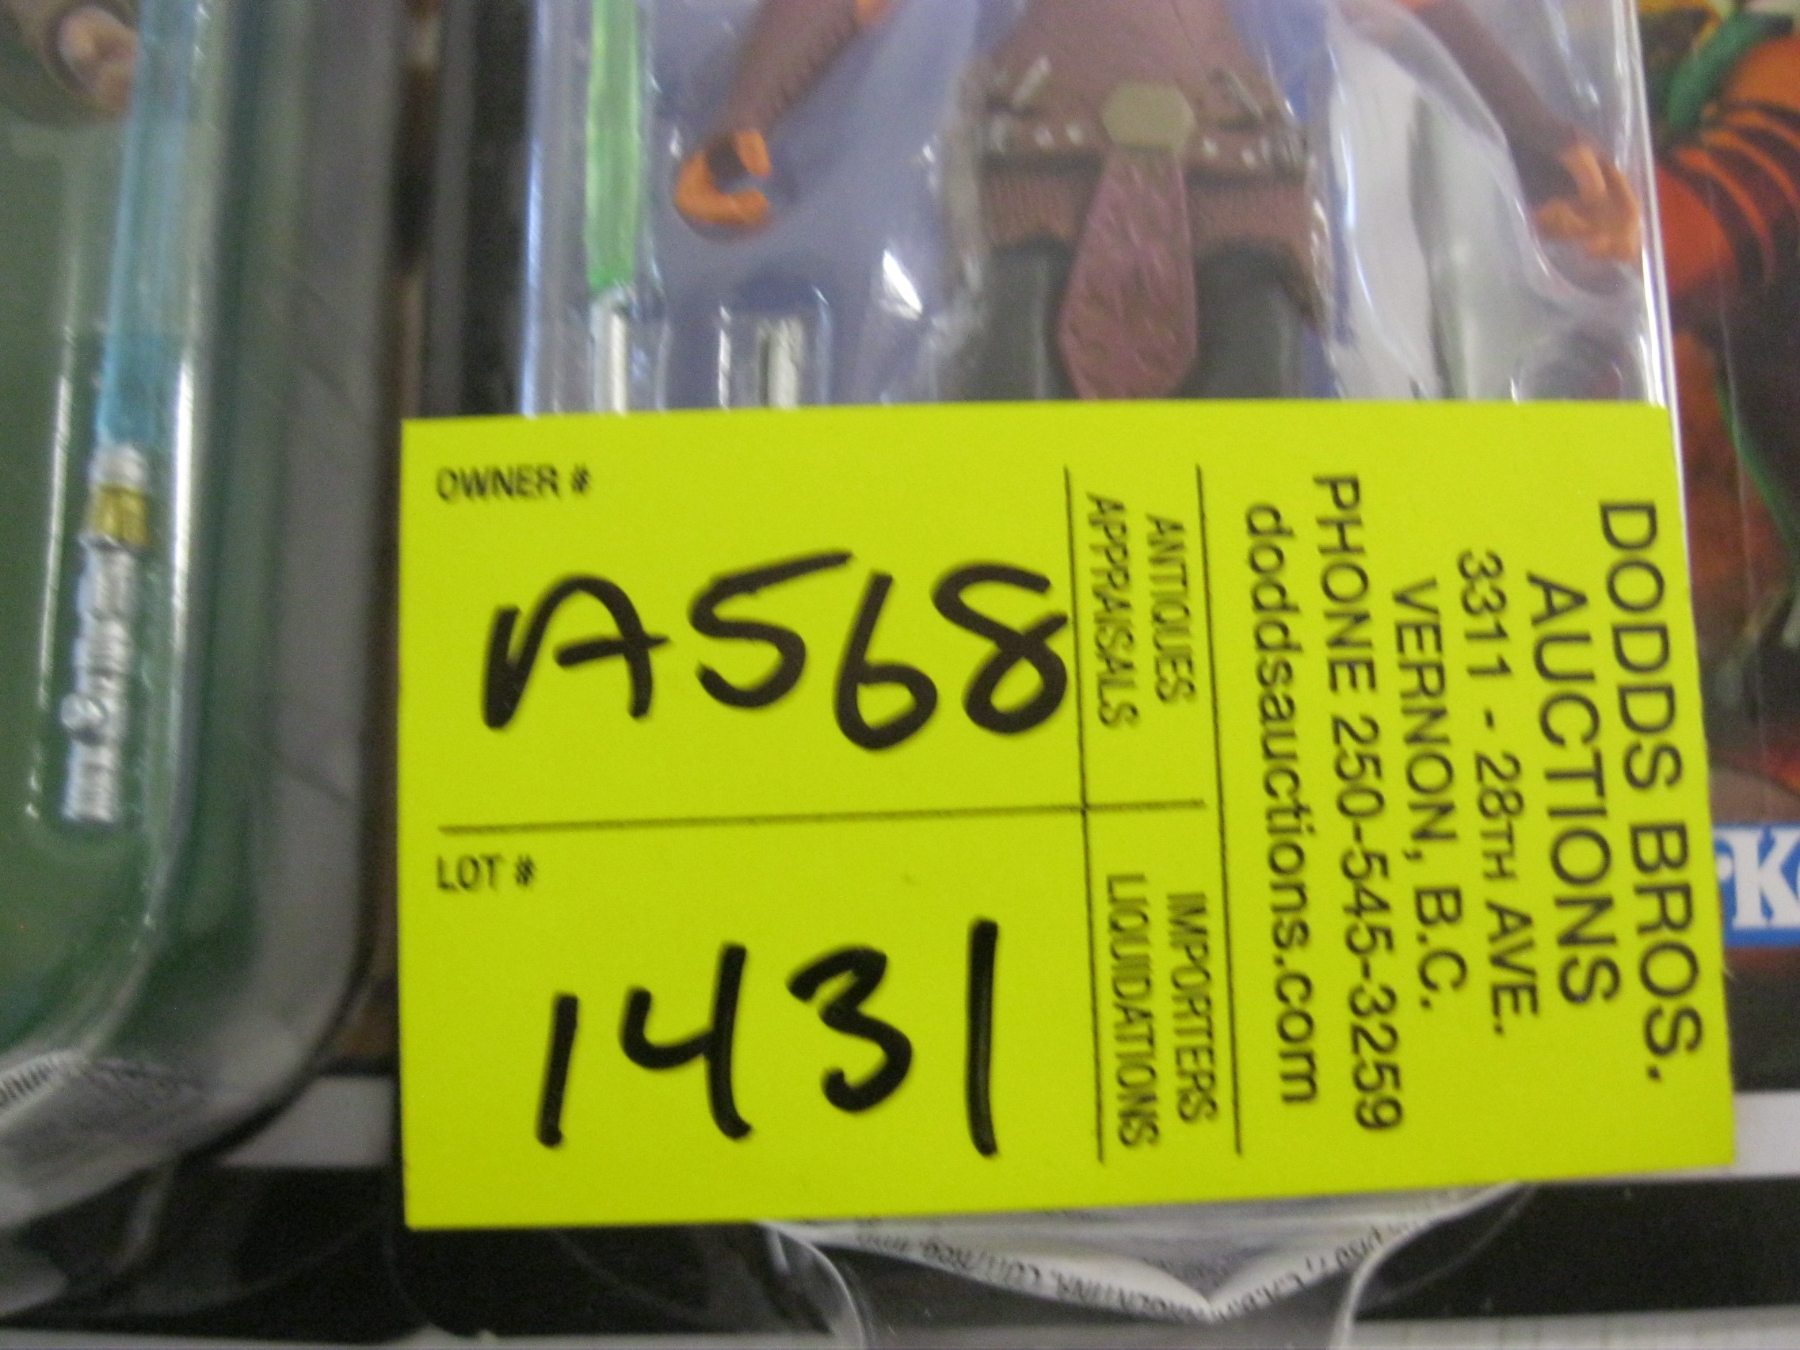 OWNER #
A568
LOT #
1431
ANTIQUES
APPRAISALS
IMPORTERS
LIQUIDATIONS
DODDS BROS.
AUCTIONS
3311 - 28TH AVE.
VERNON, B.C.
PHONE 250-545-3259
doddsauctions.com